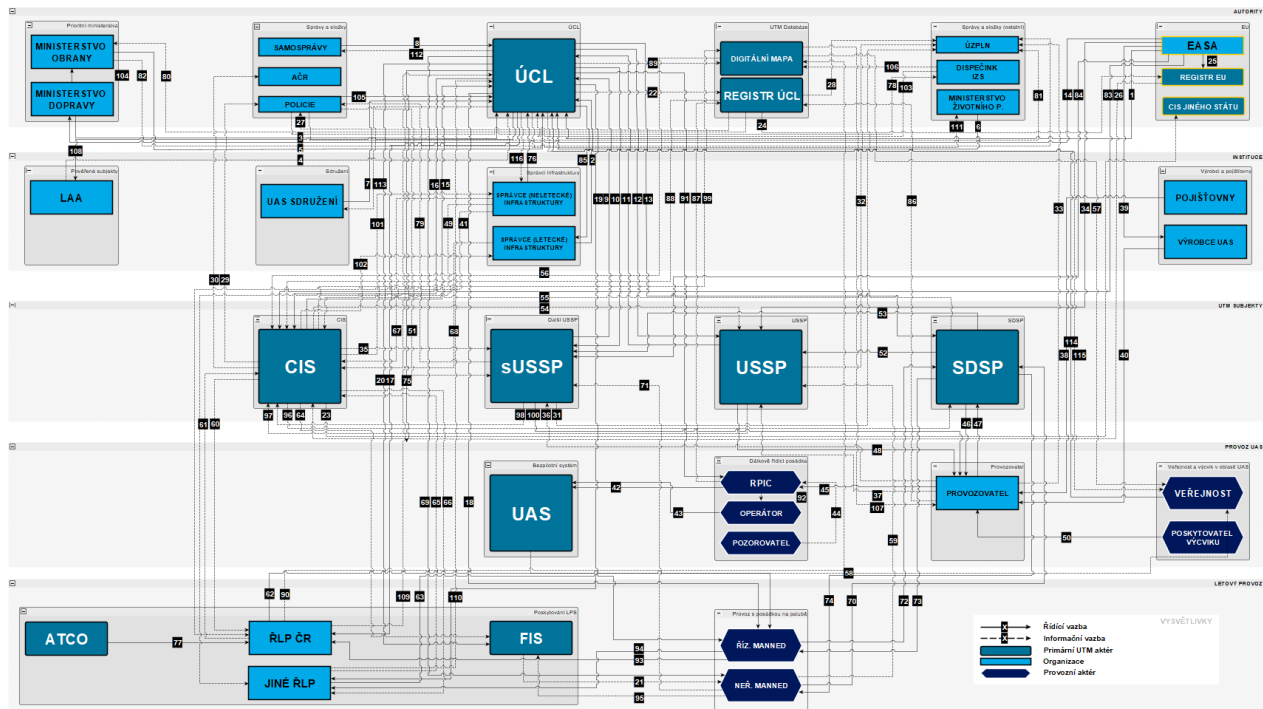 AUTORITY
Prioritní ministerstva
MINISTERSTVO
OBRANY
MINISTERSTVO
DOPRAVY
104
82
80
Správy a složky
SAMOSPRÁVY
AČR
POLICIE
8
112
105
27
3
5
4
ÚCL
ÚCL
89
22
UTM Databáze
DIGITÁLNÍ MAPA
REGISTR ÚCL
28
24
Správy a složky (ostatní)
ÚZPLN
DISPEČINK
IZS
MINISTERSTVO
ŽIVOTNÍHO P.
106
78
103
111
6
81
14
84
83
26
1
EU
EASA
25
REGISTR EU
CIS JINÉHO STÁTU
INSTITUCE
108
Pověřené subjekty
LAA
Sdružení
UAS SDRUŽENÍ
7
113
101
102
16
15
79
49
41
116
76
85
2
Správci infrastruktury
SPRÁVCE (NELETECKÉ)
INFRASTRUKTURY
SPRÁVCE (LETECKÉ)
INFRASTRUKTURY
19
9
10
11
12
13
88
91
87
99
32
86
33
34
57
39
Výrobci a pojišťovny
POJIŠŤOVNY
VÝROBCE UAS
UTM SUBJEKTY
30
29
56
55
54
CIS
CIS
35
67
51
68
20
17
75
97
96
64
23
61
60
Další USSP
sUSSP
98
100
36
31
71
USSP
USSP
53
52
SDSP
SDSP
46
47
38
114
115
40
PROVOZ UAS
Bezpilotní systém
UAS
42
43
Dálkově řídící posádka
RPIC
OPERÁTOR
POZOROVATEL
92
45
44
48
37
107
59
Provozovatel
PROVOZOVATEL
50
Veřejnost a výcvik v oblasti UAS
VEŘEJNOST
POSKYTOVATEL
VÝCVIKU
69
65
66
18
LETOVÝ PROVOZ
62
90
109
63
110
58
74
70
72
73
Poskytování LPS
ATCO
77
ŘLP ČR
JINÉ ŘLP
FIS
94
93
21
95
Provoz s posádkou na palubě
ŘÍZ. MANNED
NEŘ. MANNED
VYSVĚTLIVKY
X
Řídící vazba
X
Informační vazba
Primární UTM aktér
Organizace
Provozní aktér